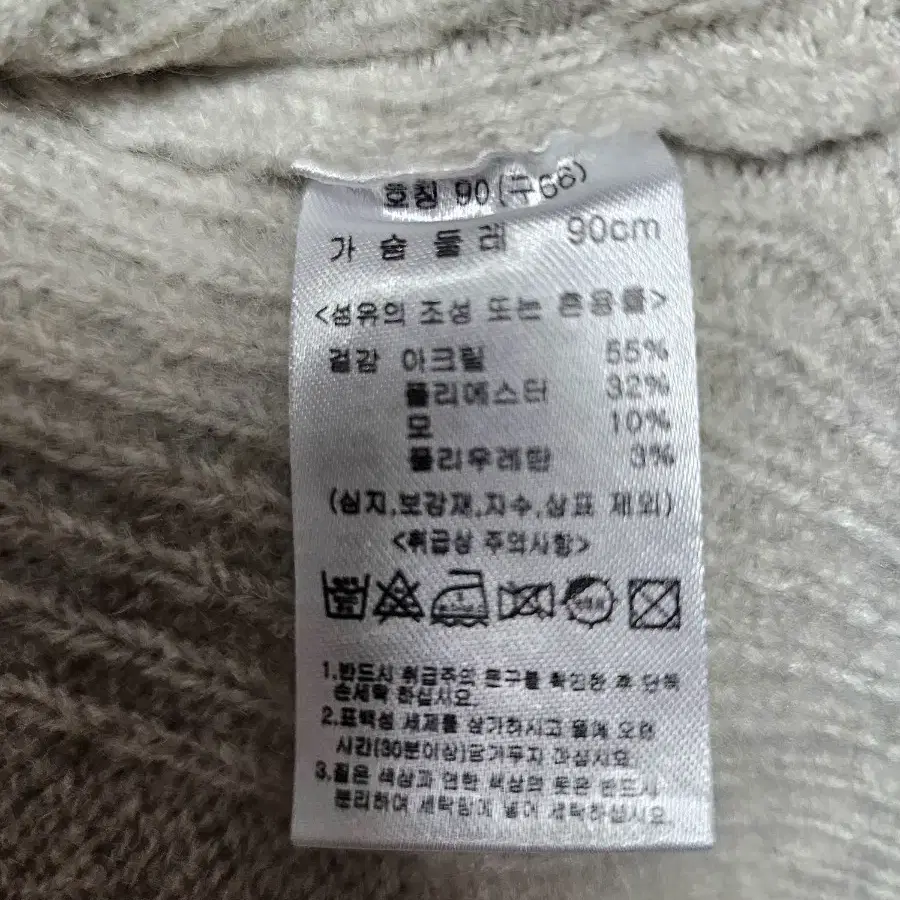 호칭 90(구66)
가 슴 둘 레 90cm
<섬유의 조성 또는 혼용률>
겉감 아크릴 55%
폴리에스터 32%
모 10%
폴리우레탄 3%
(심지,보강재,자수,상표 제외)
<취급상 주의사항>
1.반드시 취급주의 문구를 확인한 후 단독
손세탁 하십시요.
2.표백성 세제를 삼가하시고 물에 오랜
시간(30분이상)담가두지 마십시요.
3.짙은 색상과 연한 색상의 옷은 반드시
분리하여 세탁망에 넣어 세탁하십시요.